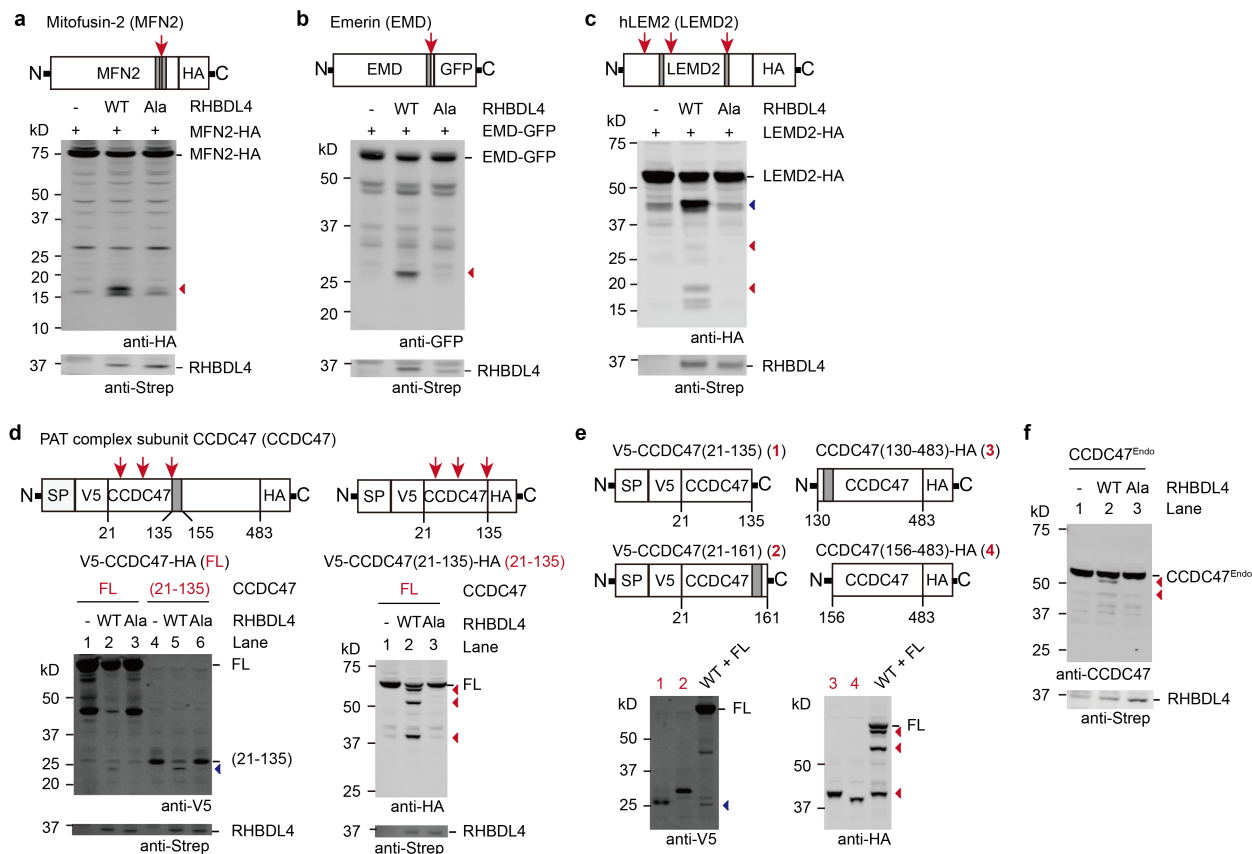 a Mitofusin-2 (MFN2)
N MFN2 HA C
- WT Ala RHBDL4
kD + + + MFN2-HA
75 MFN2-HA
50
37
25
20
15
10
anti-HA
37 RHBDL4
anti-Strep
b Emerin (EMD)
N EMD GFP C
- WT Ala RHBDL4
+ + + EMD-GFP
kD
EMD-GFP
50
37
25
20
anti-GFP
37 RHBDL4
anti-Strep
c hLEM2 (LEMD2)
N LEMD2 HA C
- WT Ala RHBDL4
kD + + + LEMD2-HA
75
LEMD2-HA
50
37
25
20
15
anti-HA
37 RHBDL4
anti-Strep
d PAT complex subunit CCDC47 (CCDC47)
N SP V5 CCDC47 HA C
21 135 155 483
V5-CCDC47-HA (FL)
N SP V5 CCDC47 HA C
21 135
V5-CCDC47(21-135)-HA (21-135)
FL (21-135) CCDC47
- WT Ala - WT Ala RHBDL4
1 2 3 4 5 6 Lane
kD
FL
75
50
37
25 (21-135)
20
anti-V5
37 RHBDL4
anti-Strep
FL CCDC47
- WT Ala RHBDL4
1 2 3 Lane
kD 75
FL
50
37
25
anti-HA
37 RHBDL4
anti-Strep
e V5-CCDC47(21-135) (1)
N SP V5 CCDC47 C
21 135
CCDC47(130-483)-HA (3)
N CCDC47 HA C
130 483
V5-CCDC47(21-161) (2)
N SP V5 CCDC47 C
21 161
CCDC47(156-483)-HA (4)
N CCDC47 HA C
156 483
1 2 WT + FL
kD FL
50
37
25
anti-V5
3 4 WT + FL
kD
FL
50
37
anti-HA
f CCDC47Endo
- WT Ala RHBDL4
1 2 3 Lane
kD
75
CCDC47Endo
50
37
25
anti-CCDC47
37 RHBDL4
anti-Strep